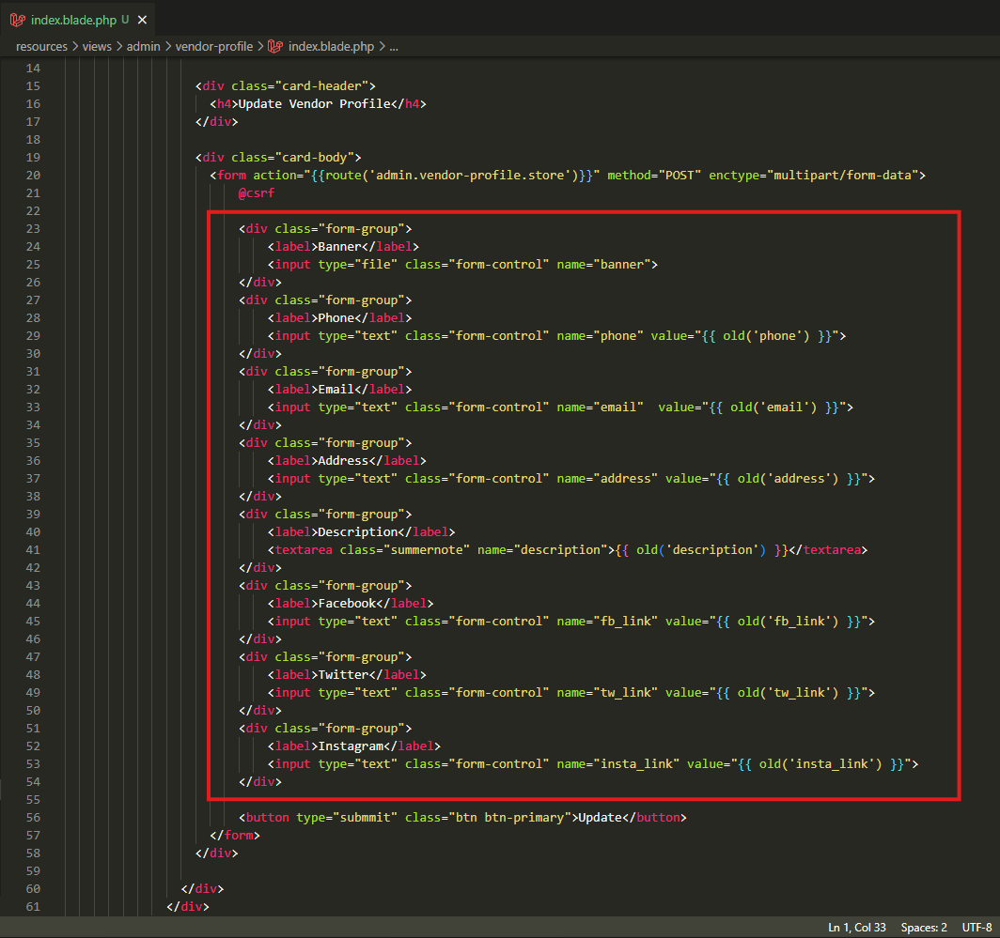 index.blade.php U ×
resources > views > admin > vendor-profile > index.blade.php > ...
14
15 <div class="card-header">
16 <h4>Update Vendor Profile</h4>
17 </div>
18
19 <div class="card-body">
20 <form action="{{route('admin.vendor-profile.store')}}" method="POST" enctype="multipart/form-data">
21 @csrf
22
23 <div class="form-group">
24 <label>Banner</label>
25 <input type="file" class="form-control" name="banner">
26 </div>
27 <div class="form-group">
28 <label>Phone</label>
29 <input type="text" class="form-control" name="phone" value="{{ old('phone') }}">
30 </div>
31 <div class="form-group">
32 <label>Email</label>
33 <input type="text" class="form-control" name="email"  value="{{ old('email') }}">
34 </div>
35 <div class="form-group">
36 <label>Address</label>
37 <input type="text" class="form-control" name="address" value="{{ old('address') }}">
38 </div>
39 <div class="form-group">
40 <label>Description</label>
41 <textarea class="summernote" name="description">{{ old('description') }}</textarea>
42 </div>
43 <div class="form-group">
44 <label>Facebook</label>
45 <input type="text" class="form-control" name="fb_link" value="{{ old('fb_link') }}">
46 </div>
47 <div class="form-group">
48 <label>Twitter</label>
49 <input type="text" class="form-control" name="tw_link" value="{{ old('tw_link') }}">
50 </div>
51 <div class="form-group">
52 <label>Instagram</label>
53 <input type="text" class="form-control" name="insta_link" value="{{ old('insta_link') }}">
54 </div>
55
56 <button type="submmit" class="btn btn-primary">Update</button>
57 </form>
58 </div>
59
60 </div>
61 </div>
Ln 1, Col 33 Spaces: 2 UTF-8